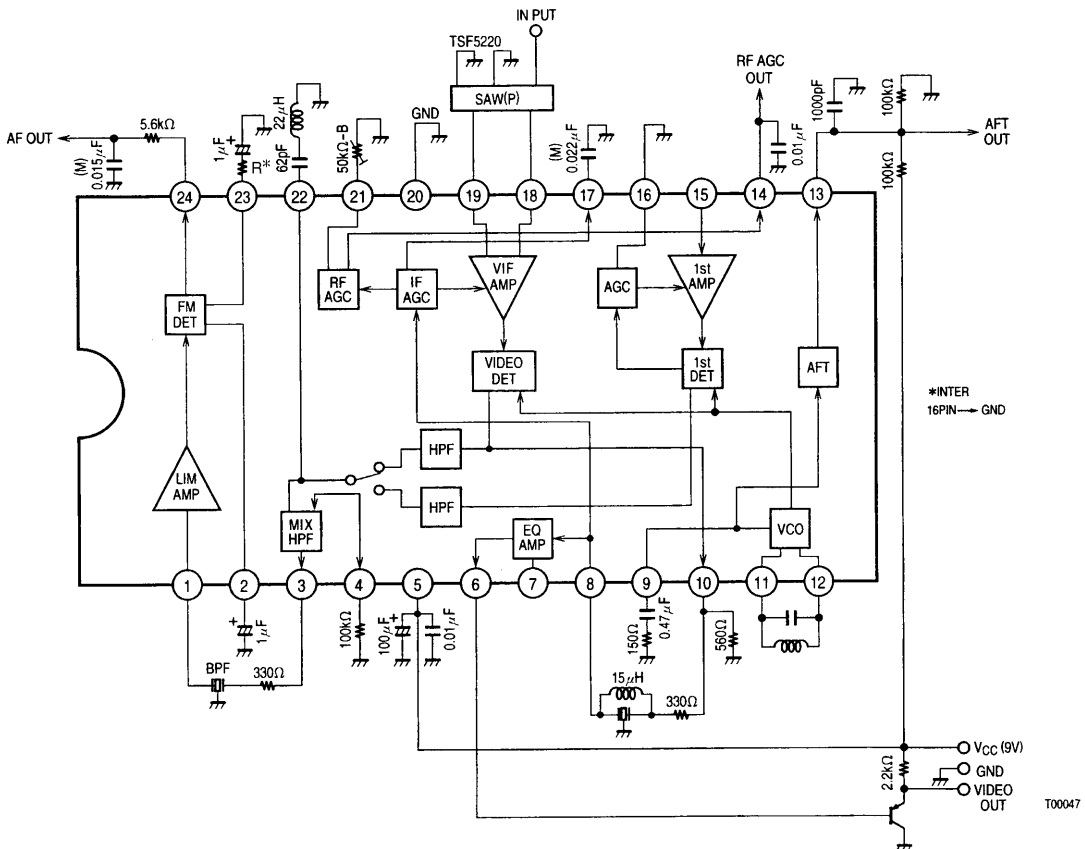 IN PUT
TSF5220
SAW(P)
RF AGC
OUT
1000pF
100kΩ
AF OUT
5.6kΩ
(M)
0.015μF
1μF
R*
22μH
62pF
50kΩ-B
GND
(M)
0.022μF
0.01μF
AFT
OUT
100kΩ
24
23
22
21
20
19
18
17
16
15
14
13
FM
DET
RF
AGC
IF
AGC
VIF
AMP
AGC
1st
AMP
VIDEO
DET
1st
DET
AFT
*INTER
16PIN→GND
LIM
AMP
HPF
HPF
MIX
HPF
EQ
AMP
VCO
1
2
3
4
5
6
7
8
9
10
11
12
1μF
100kΩ
100μF
0.01μF
150Ω
0.47μF
560Ω
BPF
330Ω
15μH
330Ω
VCC (9V)
2.2kΩ
GND
VIDEO
OUT
T00047